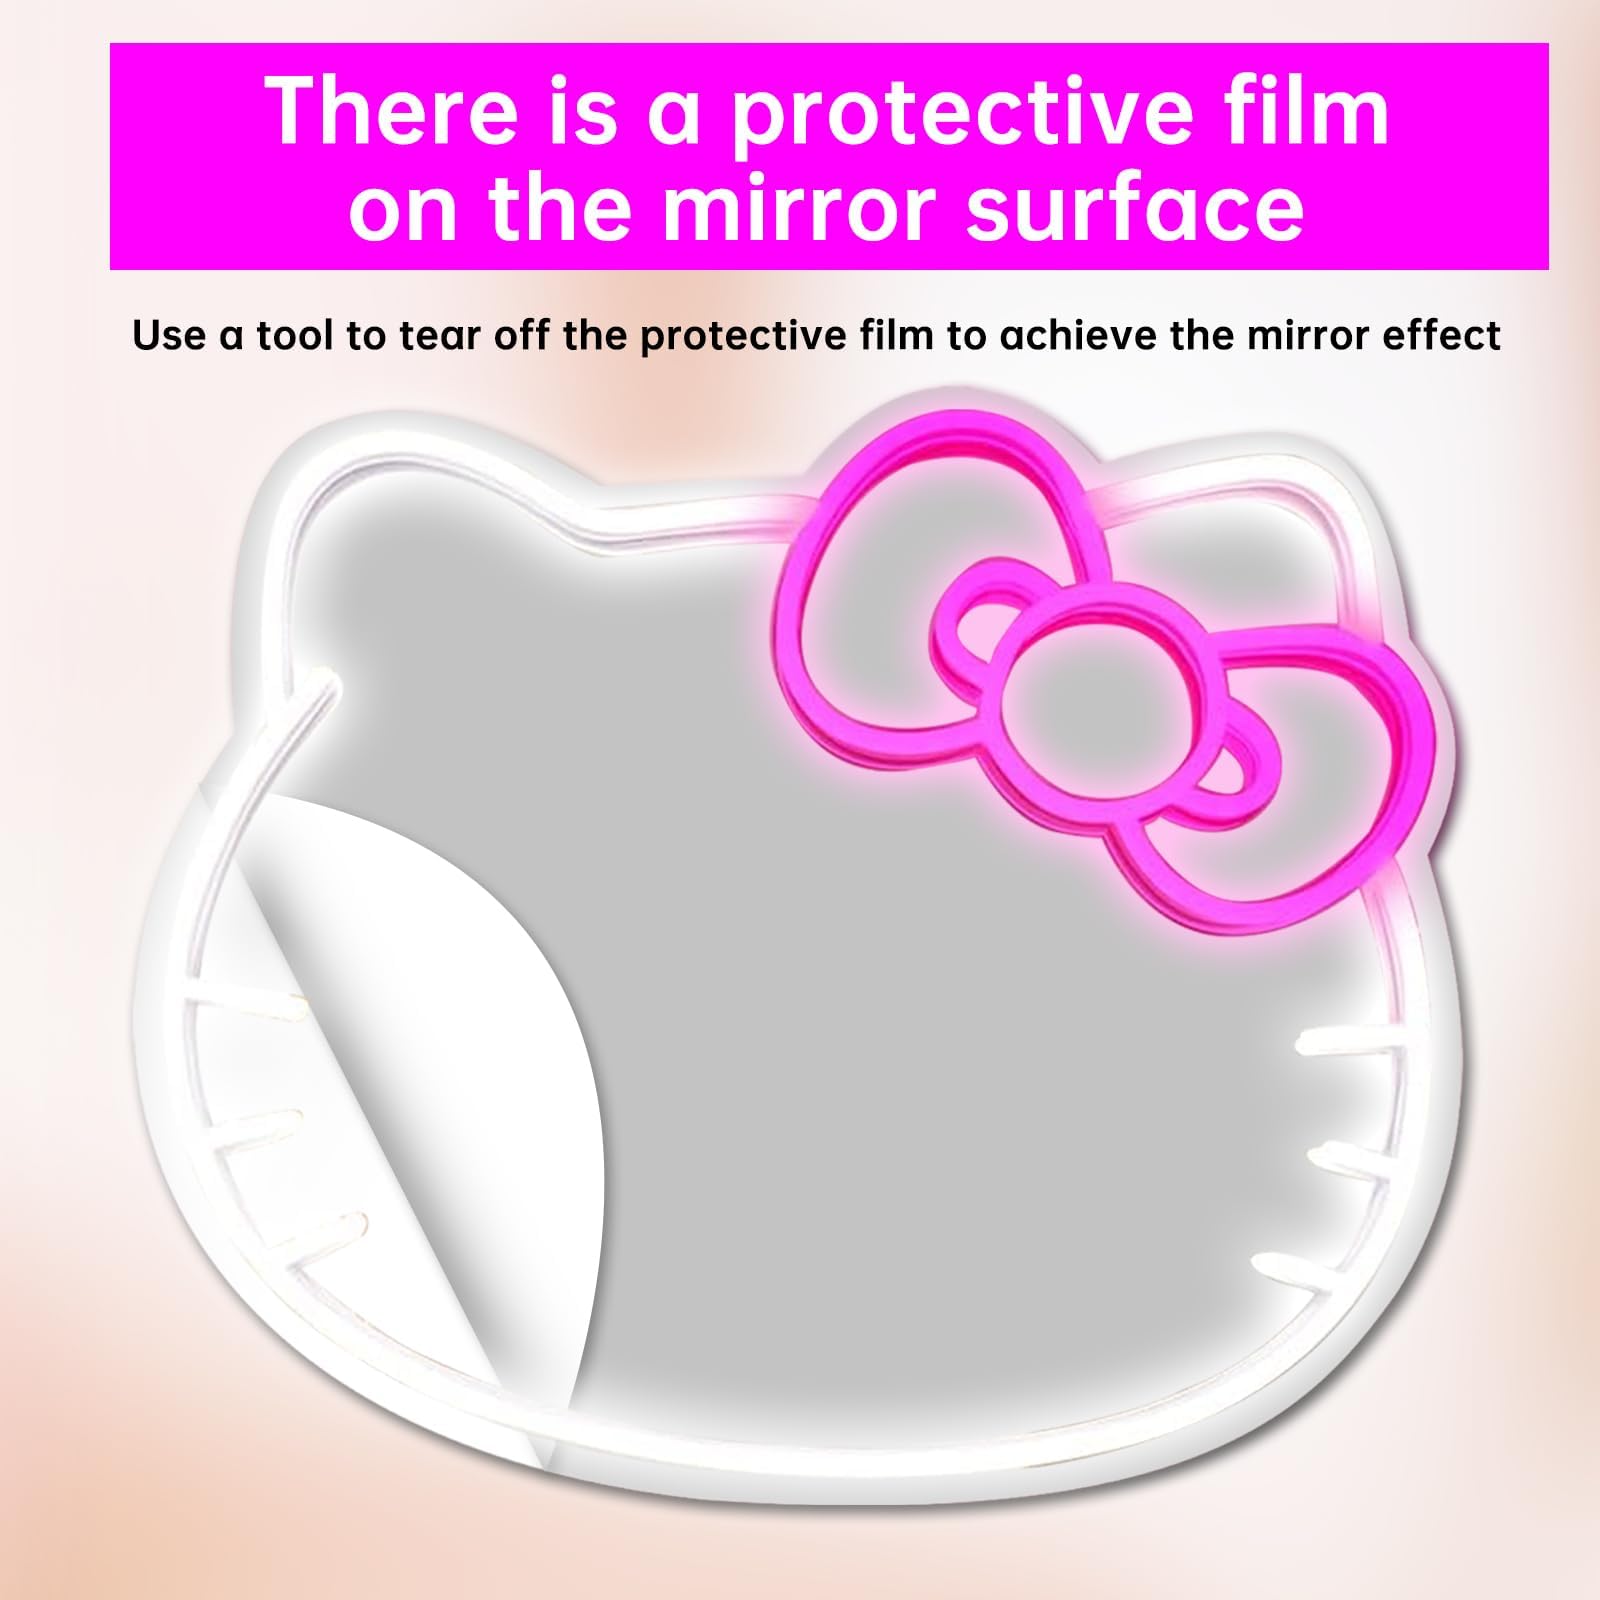 There is a protective film
on the mirror surface
Use a tool to tear off the protective film to achieve the mirror effect